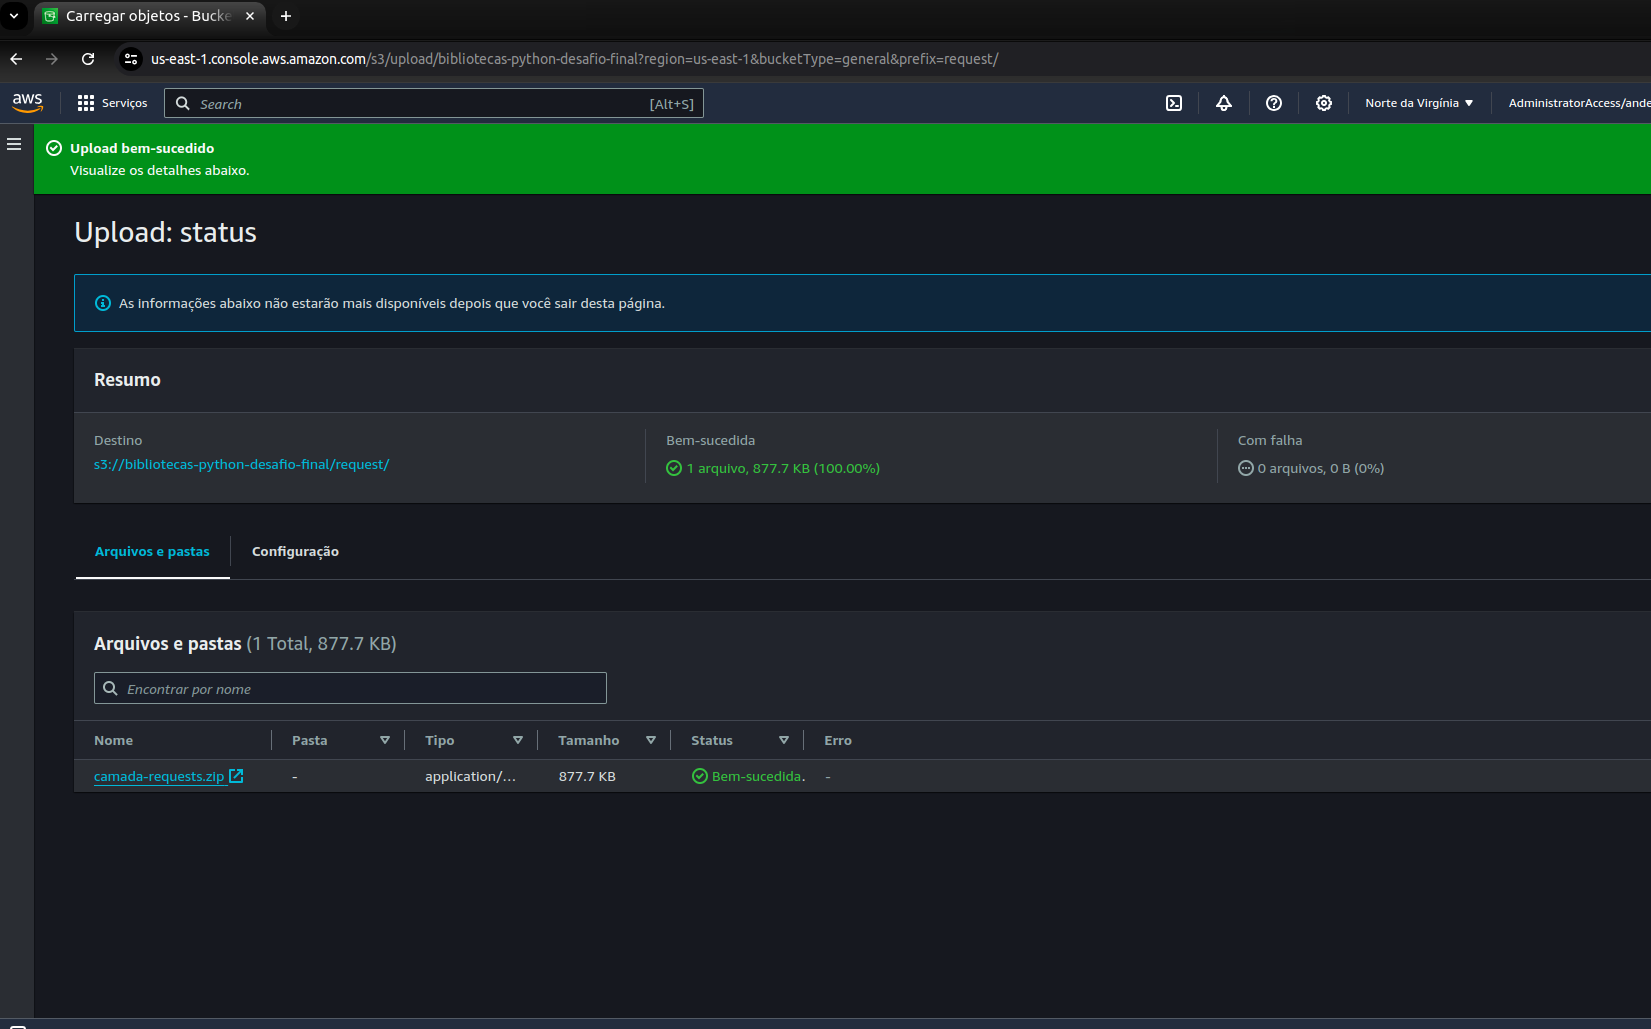 Carregar objetos - Bucke
us-east-1.console.aws.amazon.com/s3/upload/bibliotecas-python-desafio-final?region=us-east-1&bucketType=general&prefix=request/
aws Serviços Search [Alt+S] Norte da Virgínia AdministratorAccess/ande
Upload bem-sucedido
Visualize os detalhes abaixo.
Upload: status
As informações abaixo não estarão mais disponíveis depois que você sair desta página.
Resumo
Destino Bem-sucedida Com falha
s3://bibliotecas-python-desafio-final/request/ 1 arquivo, 877.7 KB (100.00%) 0 arquivos, 0 B (0%)
Arquivos e pastas Configuração
Arquivos e pastas (1 Total, 877.7 KB)
Encontrar por nome
Nome Pasta Tipo Tamanho Status Erro
camada-requests.zip - application/... 877.7 KB Bem-sucedida. -